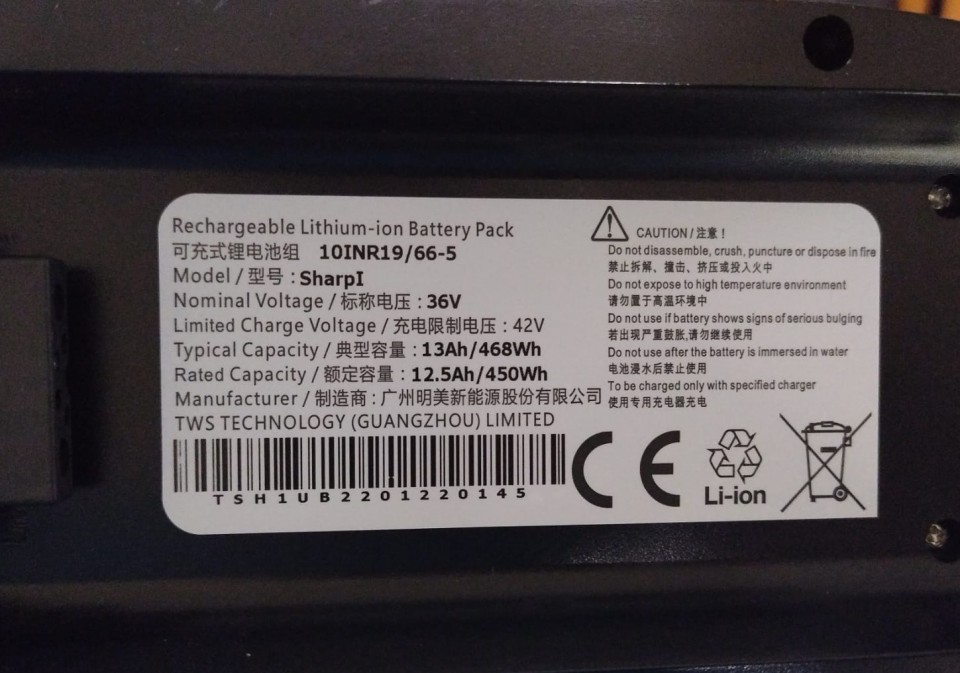 Rechargeable Lithium-ion Battery Pack
可充式锂电池组 10INR19/66-5
Model / 型号 : SharpI
Nominal Voltage / 标称电压 : 36V
Limited Charge Voltage / 充电限制电压 : 42V
Typical Capacity / 典型容量 : 13Ah/468Wh
Rated Capacity / 额定容量 : 12.5Ah/450Wh
Manufacturer / 制造商 : 广州明美新能源股份有限公司
TWS TECHNOLOGY (GUANGZHOU) LIMITED
TSH1UB2201220145
CAUTION / 注意！
Do not disassemble, crush, puncture or dispose in fire
禁止拆解、撞击、挤压或投入火中
Do not expose to high temperature environment
请勿置于高温环境中
Do not use if battery shows signs of serious bulging
若出现严重鼓胀,请勿继续使用
Do not use after the battery is immersed in water
电池浸水后禁止使用
To be charged only with specified charger
使用专用充电器充电
CE
Li-ion